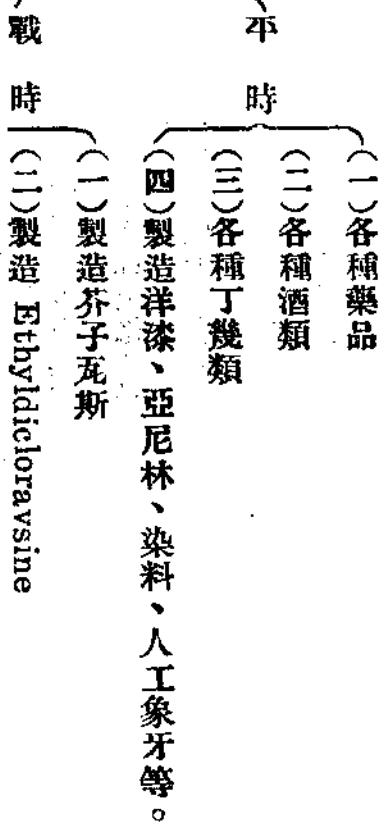 平時
(一)各種藥品
(二)各種酒類
(三)各種丁幾類
(四)製造洋漆、亞尼林、染料、人工象牙等。
戰時
(一)製造芥子瓦斯
(二)製造 Ethyldicloravsine